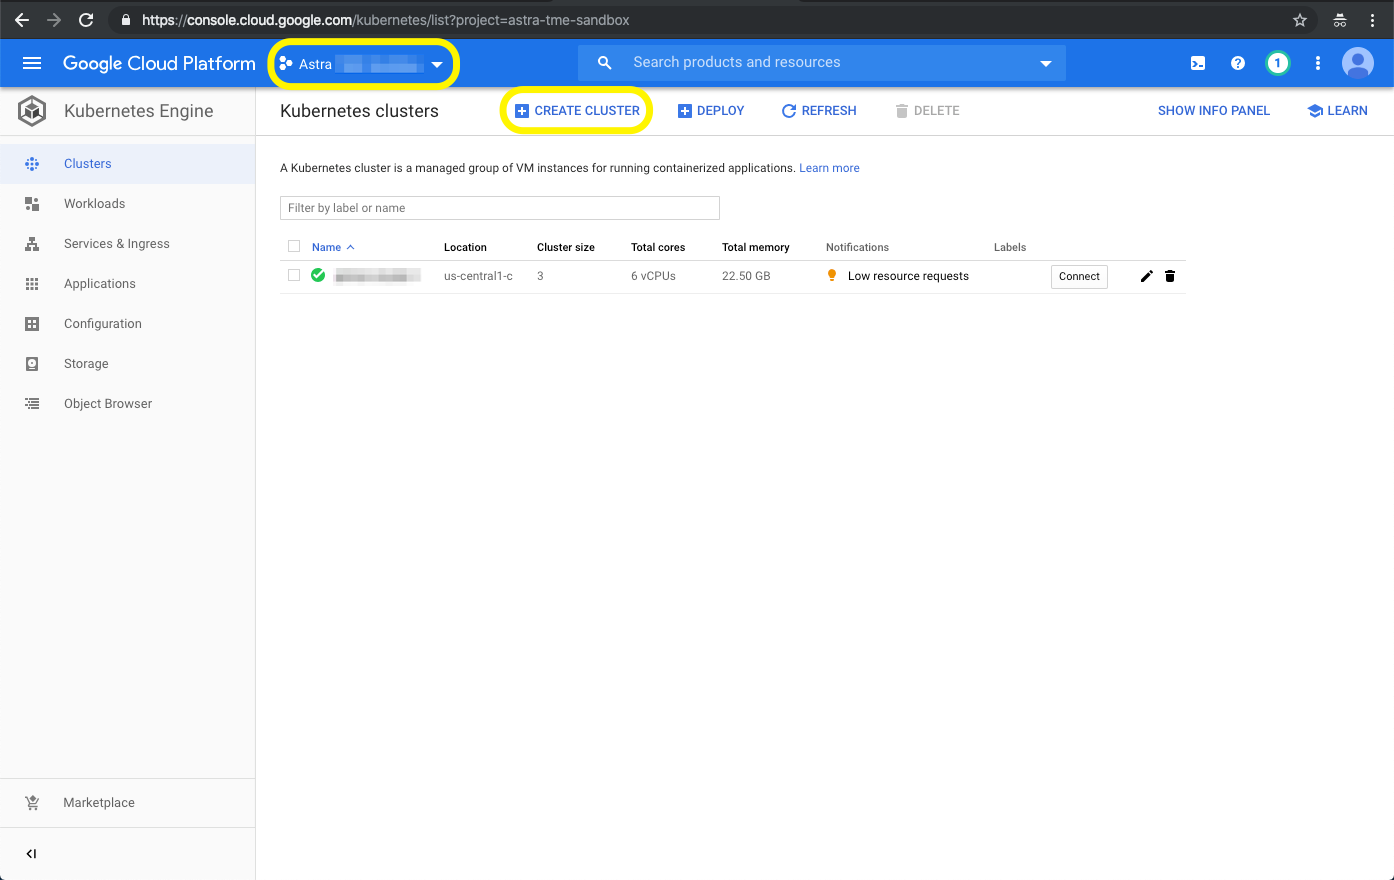 https://console.cloud.google.com/kubernetes/list?project=astra-tme-sandbox
Google Cloud Platform
Astra
Search products and resources
1
Kubernetes Engine
Kubernetes clusters
CREATE CLUSTER
DEPLOY
REFRESH
DELETE
SHOW INFO PANEL
LEARN
Clusters
Workloads
Services & Ingress
Applications
Configuration
Storage
Object Browser
A Kubernetes cluster is a managed group of VM instances for running containerized applications. Learn more
Filter by label or name
Name Location Cluster size Total cores Total memory Notifications Labels
us-central1-c 3 6 vCPUs 22.50 GB Low resource requests Connect
Marketplace